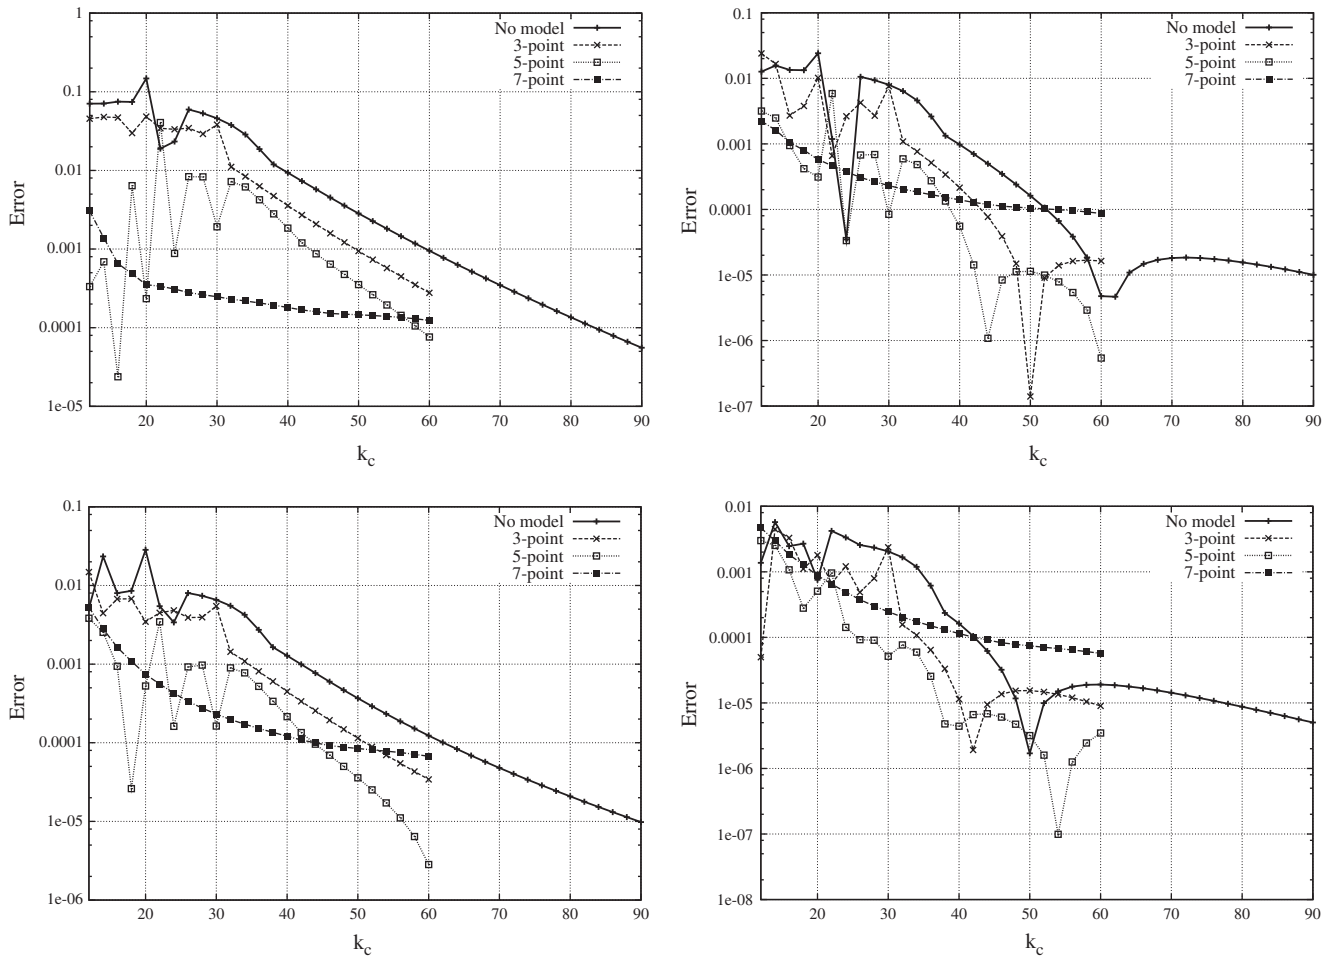 No model
3-point
5-point
7-point
1
0.1
0.01
0.001
0.0001
1e-05
20
30
40
50
60
70
80
90
Error
k_c
No model
3-point
5-point
7-point
0.1
0.01
0.001
0.0001
1e-05
1e-06
1e-07
20
30
40
50
60
70
80
90
Error
k_c
No model
3-point
5-point
7-point
0.1
0.01
0.001
0.0001
1e-05
1e-06
20
30
40
50
60
70
80
90
Error
k_c
No model
3-point
5-point
7-point
0.01
0.001
0.0001
1e-05
1e-06
1e-07
1e-08
20
30
40
50
60
70
80
90
Error
k_c